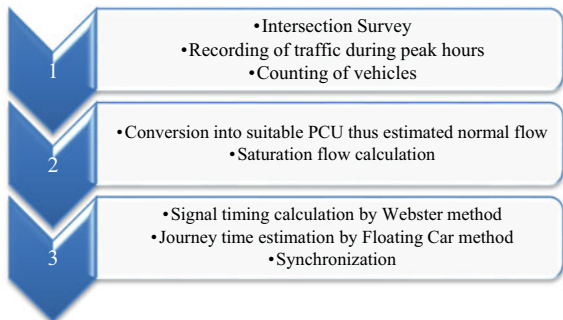 1
•Intersection Survey
•Recording of traffic during peak hours
•Counting of vehicles
2
•Conversion into suitable PCU thus estimated normal flow
•Saturation flow calculation
3
•Signal timing calculation by Webster method
•Journey time estimation by Floating Car method
•Synchronization